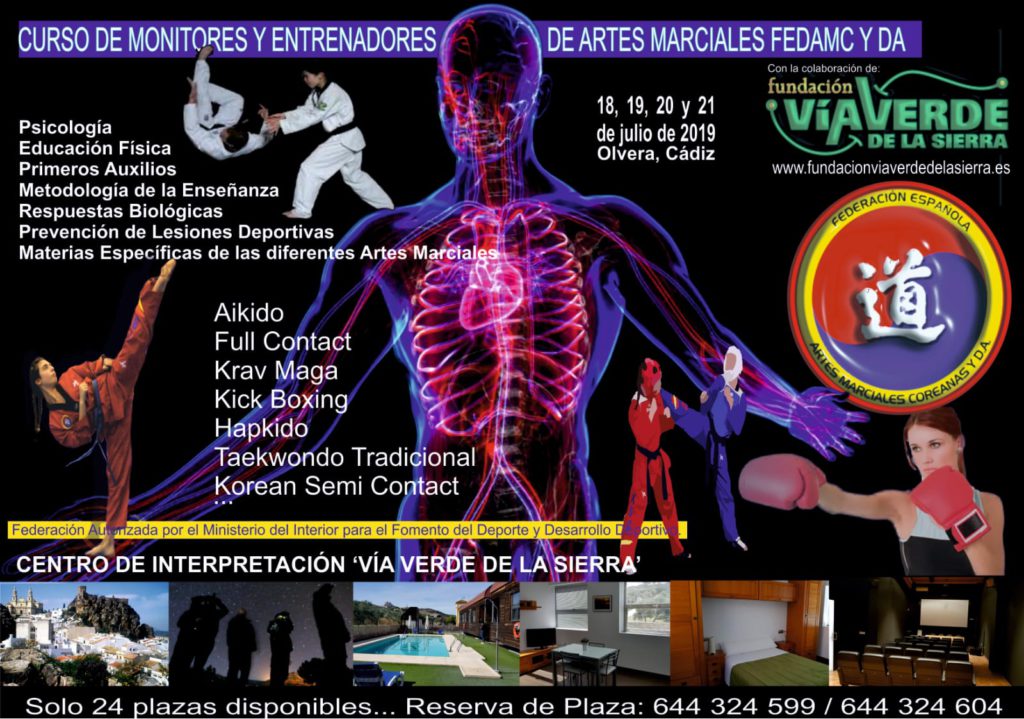 CURSO DE MONITORES Y ENTRENADORES DE ARTES MARCIALES FEDAMC Y DA
Con la colaboración de:
fundación
VÍAVERDE
DE LA SIERRA
www.fundacionviaverdedelasierra.es
18, 19, 20 y 21
de julio de 2019
Olvera, Cádiz
Psicología
Educación Física
Primeros Auxilios
Metodología de la Enseñanza
Respuestas Biológicas
Prevención de Lesiones Deportivas
Materias Específicas de las diferentes Artes Marciales
FEDERACIÓN ESPAÑOLA
道
ARTES MARCIALES COREANAS Y D.A.
Aikido
Full Contact
Krav Maga
Kick Boxing
Hapkido
Taekwondo Tradicional
Korean Semi Contact
...
Federación Autorizada por el Ministerio del Interior para el Fomento del Deporte y Desarrollo Deportivo.
CENTRO DE INTERPRETACIÓN ‘VÍA VERDE DE LA SIERRA’
Solo 24 plazas disponibles... Reserva de Plaza: 644 324 599 / 644 324 604